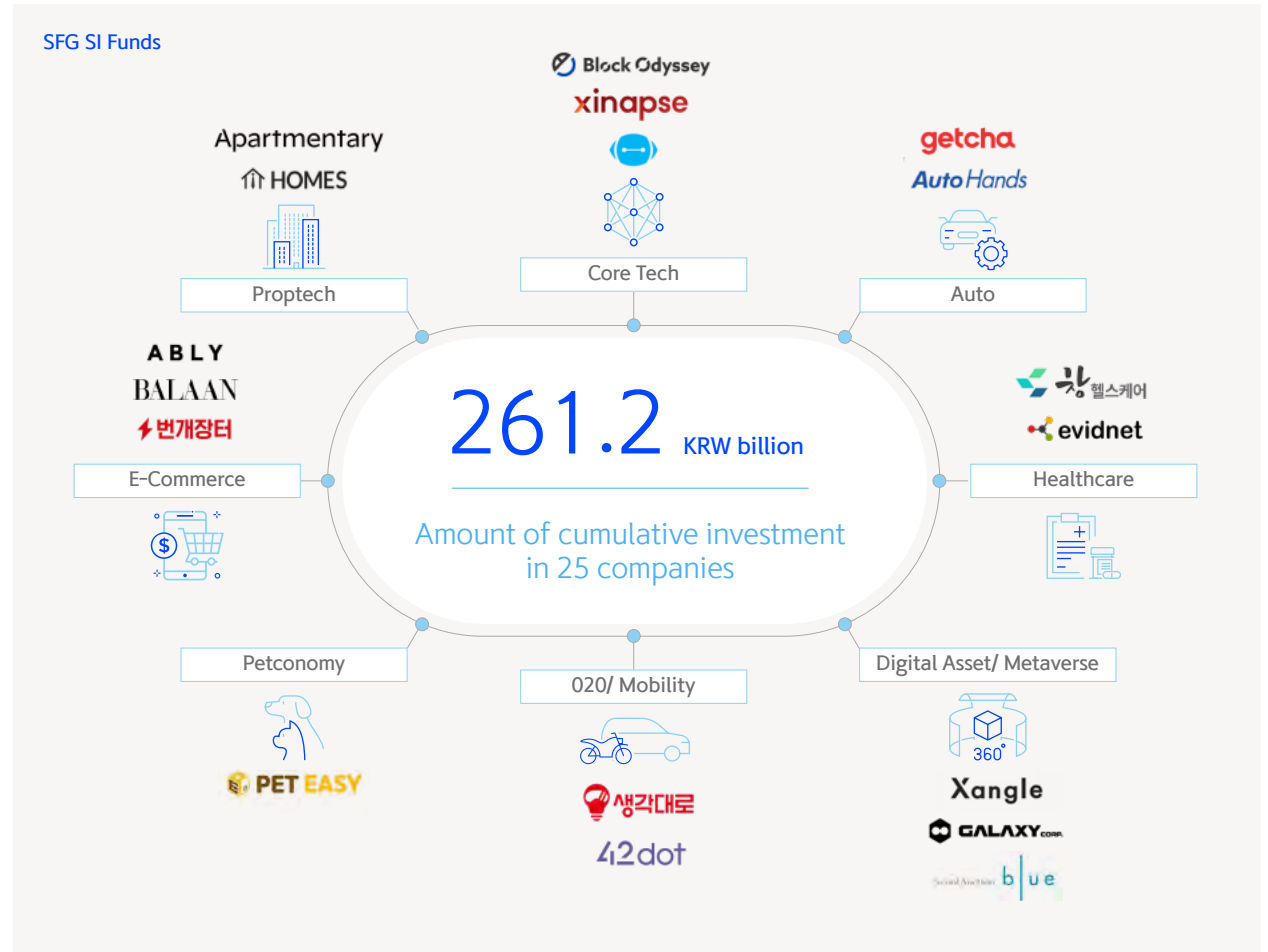 SFG SI Funds
Block Odyssey
xinapse
Core Tech
Apartmentary
HOMES
Proptech
getcha
AutoHands
Auto
ABLY
BALAAN
번개장터
E-Commerce
$
261.2 KRW billion
Amount of cumulative investment
in 25 companies
헬스케어
evidnet
Healthcare
Petconomy
PET EASY
020/ Mobility
생각대로
42dot
Digital Asset/ Metaverse
360°
Xangle
GALAXY CORP.
blue